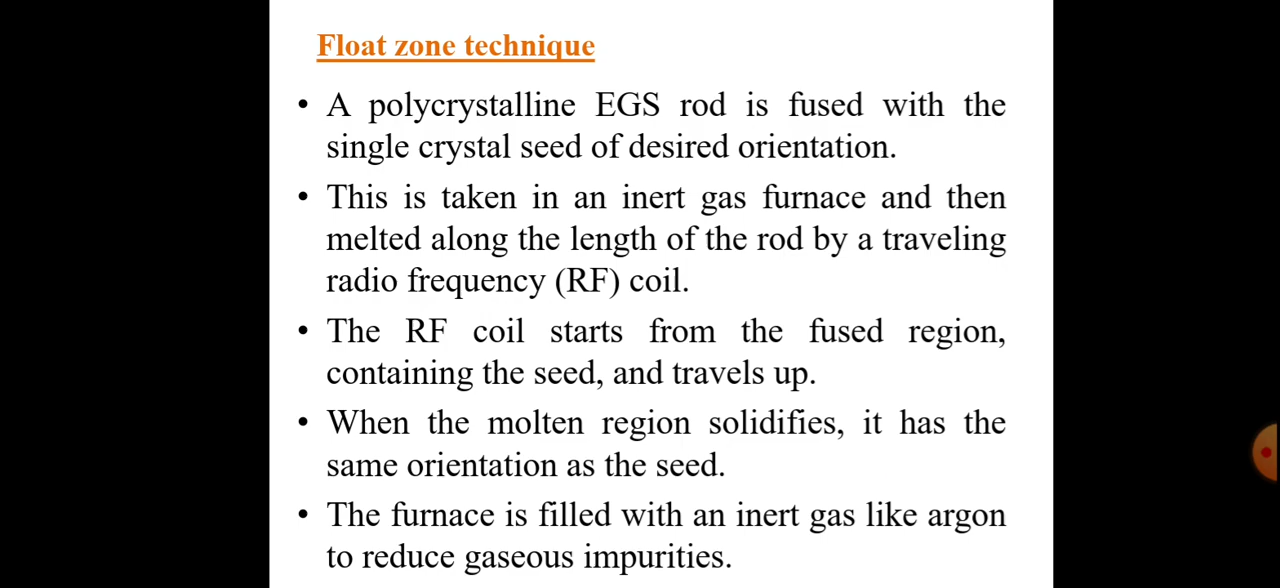 Float zone technique
• A polycrystalline EGS rod is fused with the
single crystal seed of desired orientation.
• This is taken in an inert gas furnace and then
melted along the length of the rod by a traveling
radio frequency (RF) coil.
• The RF coil starts from the fused region,
containing the seed, and travels up.
• When the molten region solidifies, it has the
same orientation as the seed.
• The furnace is filled with an inert gas like argon
to reduce gaseous impurities.